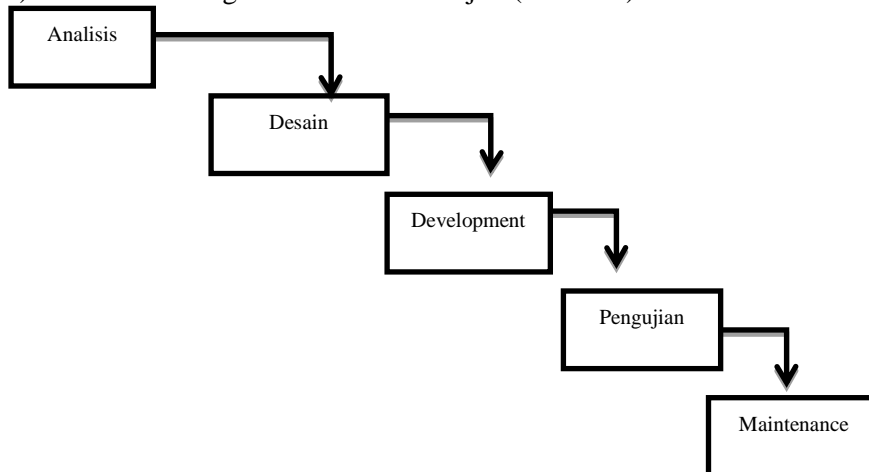 Analisis
Desain
Development
Pengujian
Maintenance